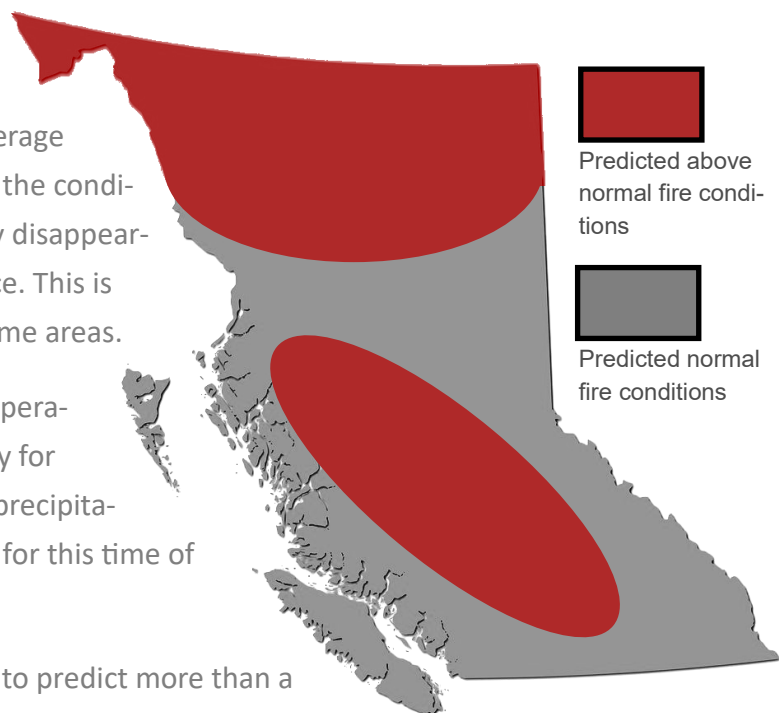 erage
the condi-
y disappear-
ce. This is
me areas.
pera-
y for
precipita-
for this time of
to predict more than a
Predicted above
normal fire condi-
tions
Predicted normal
fire conditions